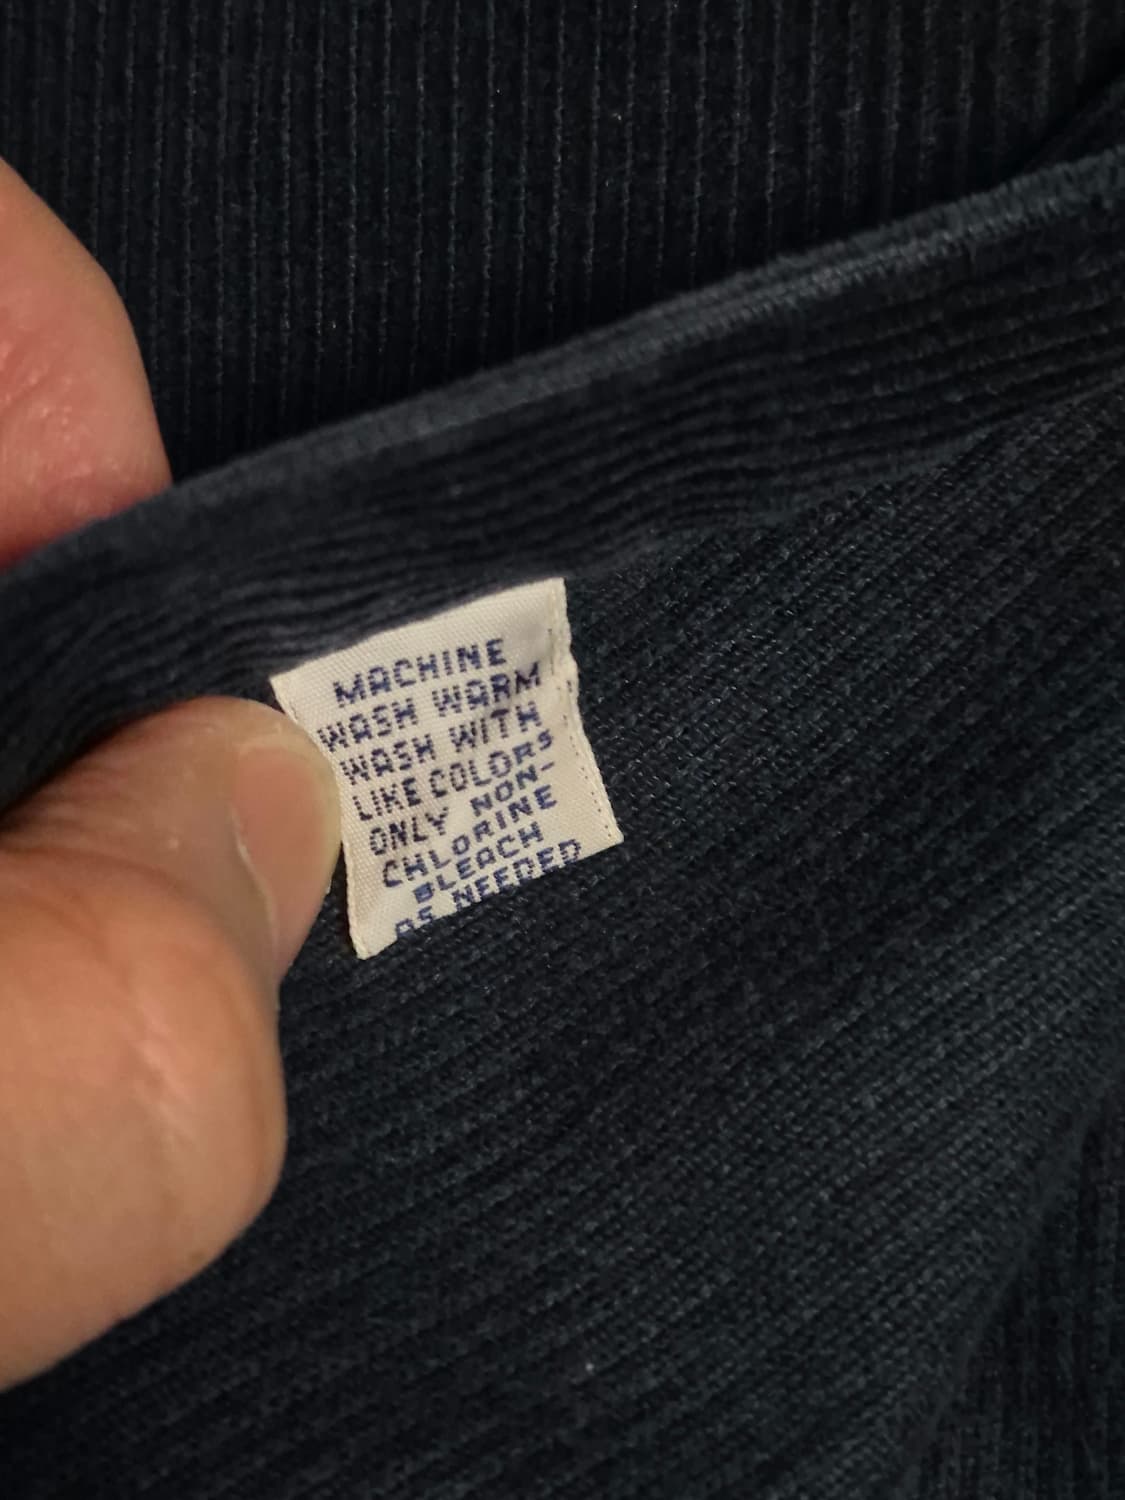 MACHINE
WASH WARM
WASH WITH
LIKE COLORS
ONLY NON-
CHLORINE
BLEACH
AS NEEDED